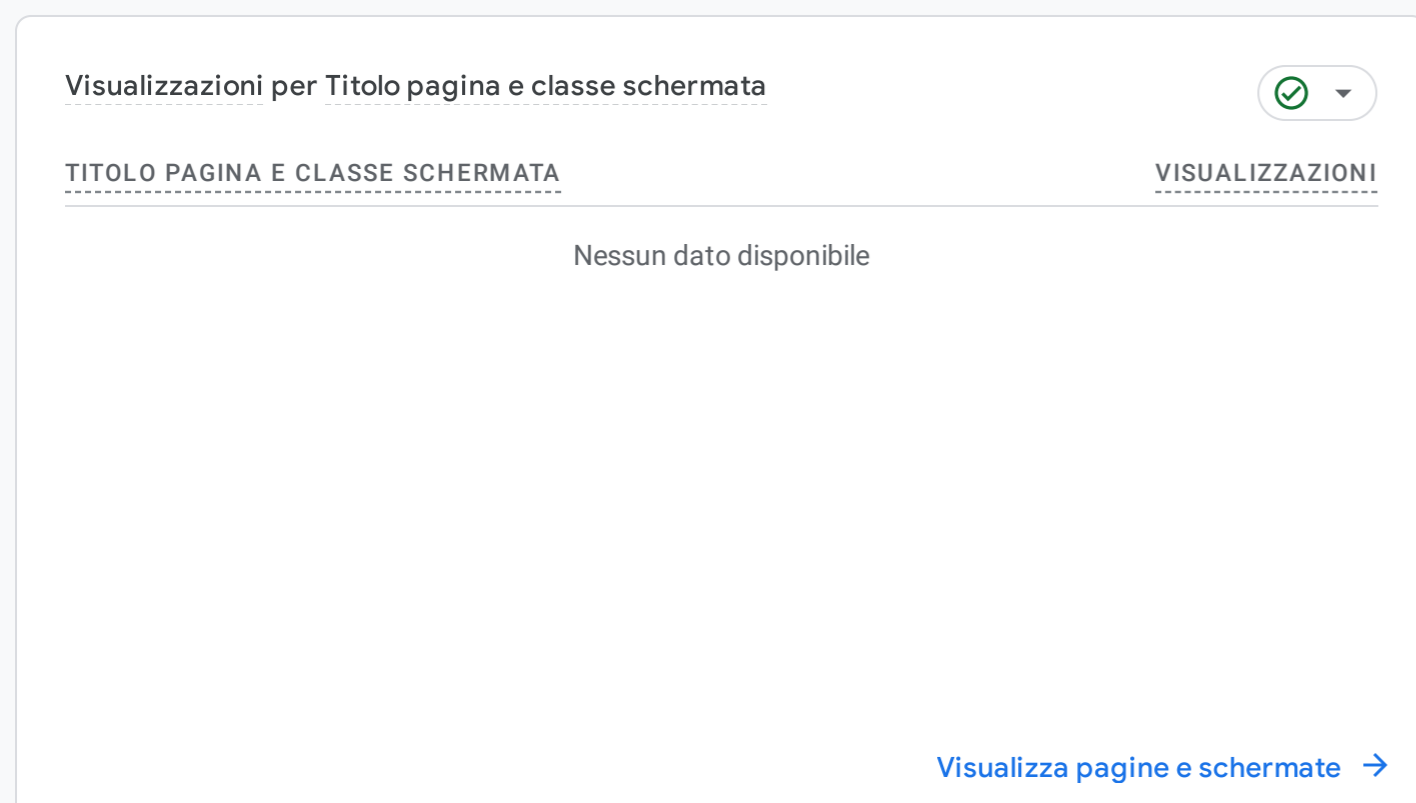 Visualizzazioni per Titolo pagina e classe schermata
TITOLO PAGINA E CLASSE SCHERMATA VISUALIZZAZIONI
Nessun dato disponibile
Visualizza pagine e schermate